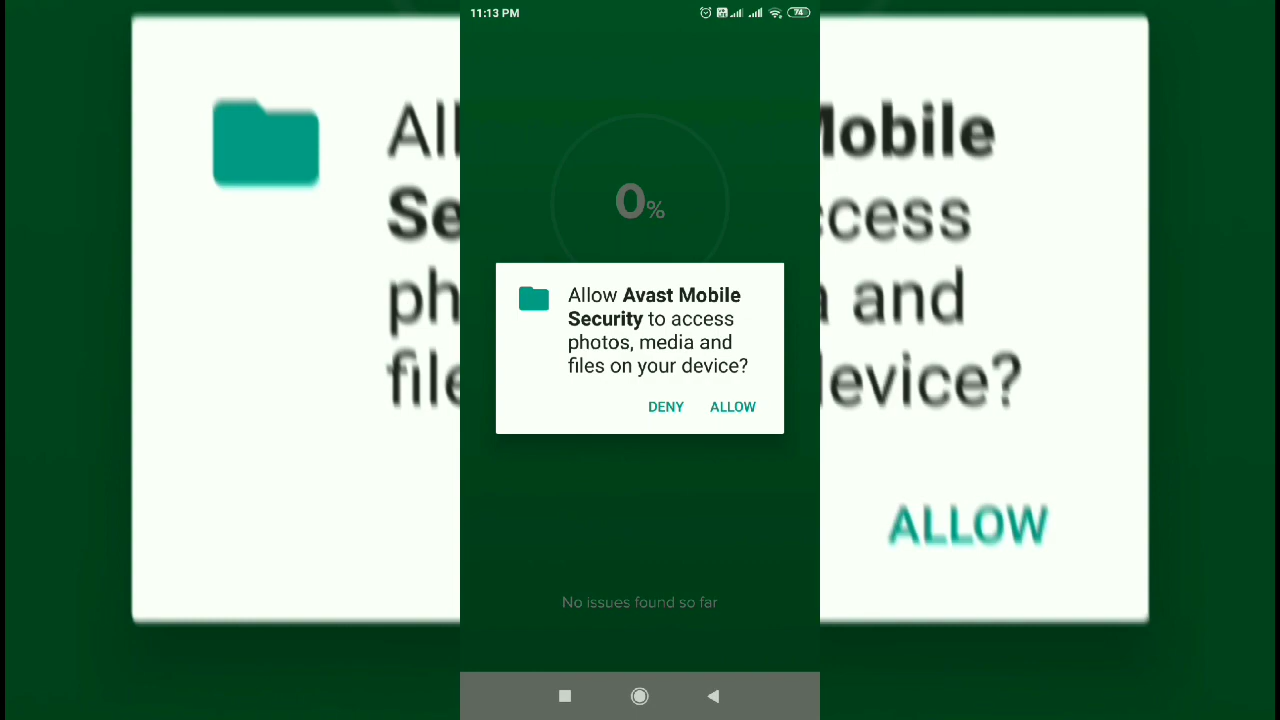 11:13 PM
74
0%
Allow Avast Mobile
Security to access
photos, media and
files on your device?
DENY ALLOW
No issues found so far
All
Mobile
Se
ccess
ph
a and
file
device?
ALLOW